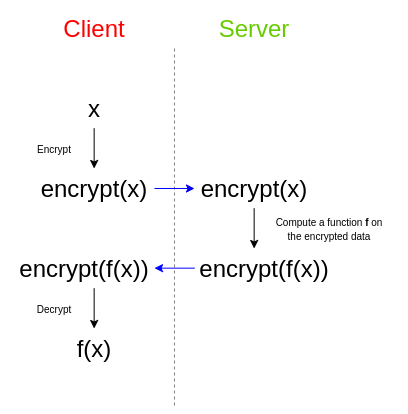 Client Server
x
Encrypt
encrypt(x) encrypt(x)
Compute a function f on
the encrypted data
encrypt(f(x)) encrypt(f(x))
Decrypt
f(x)